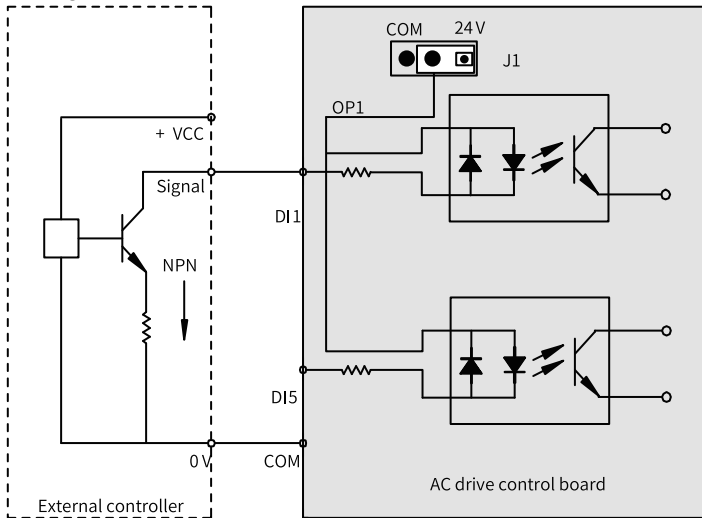 COM 24 V
J1
OP1
+ VCC
Signal
DI1
NPN
DI5
0 V COM
External controller
AC drive control board